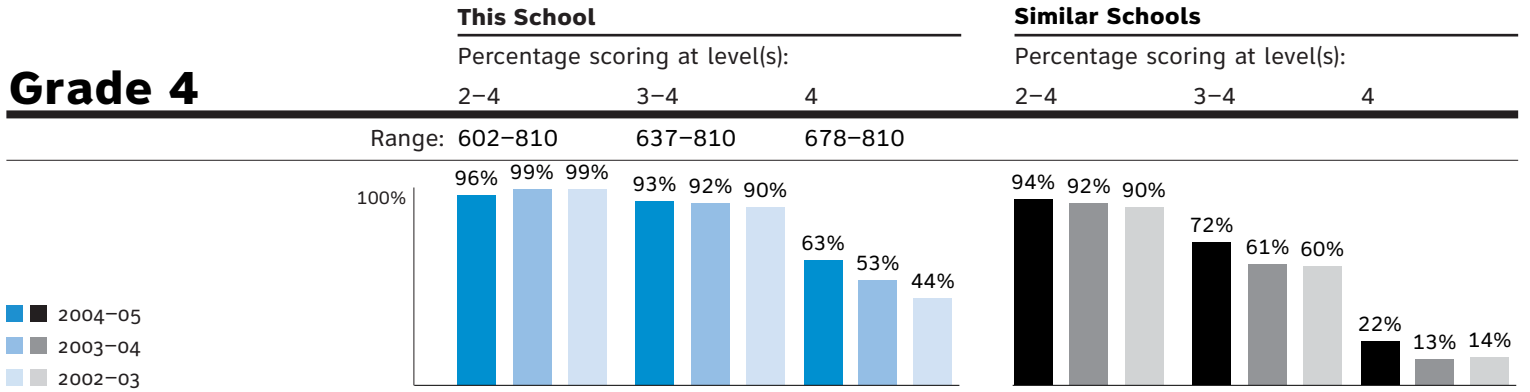 This School Similar Schools
Percentage scoring at level(s): Percentage scoring at level(s):
Grade 4 2–4 3–4 4 2–4 3–4 4
Range: 602–810 637–810 678–810
96% 99% 99% 93% 92% 90% 63% 53% 44% 94% 92% 90% 72% 61% 60% 22% 13% 14%
100%
2004–05
2003–04
2002–03